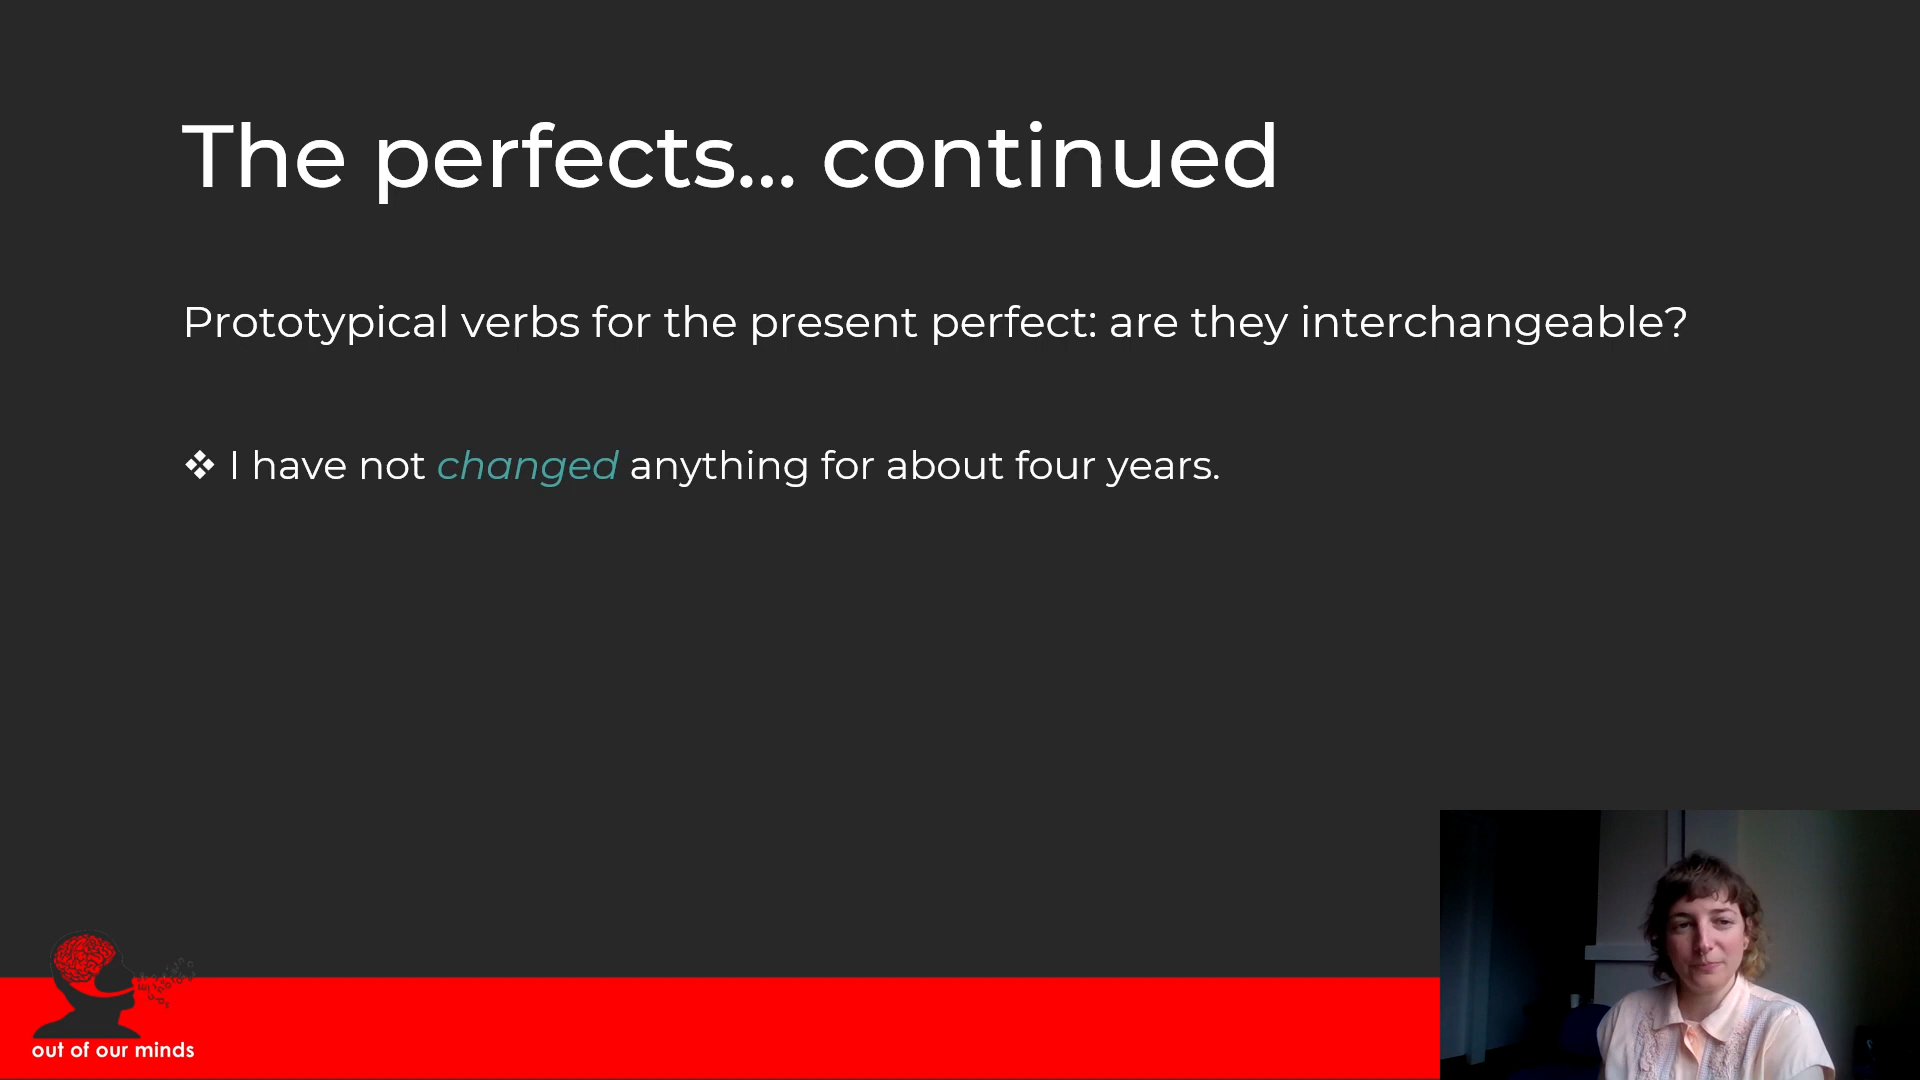 The perfects... continued
Prototypical verbs for the present perfect: are they interchangeable?
❖ I have not changed anything for about four years.
out of our minds